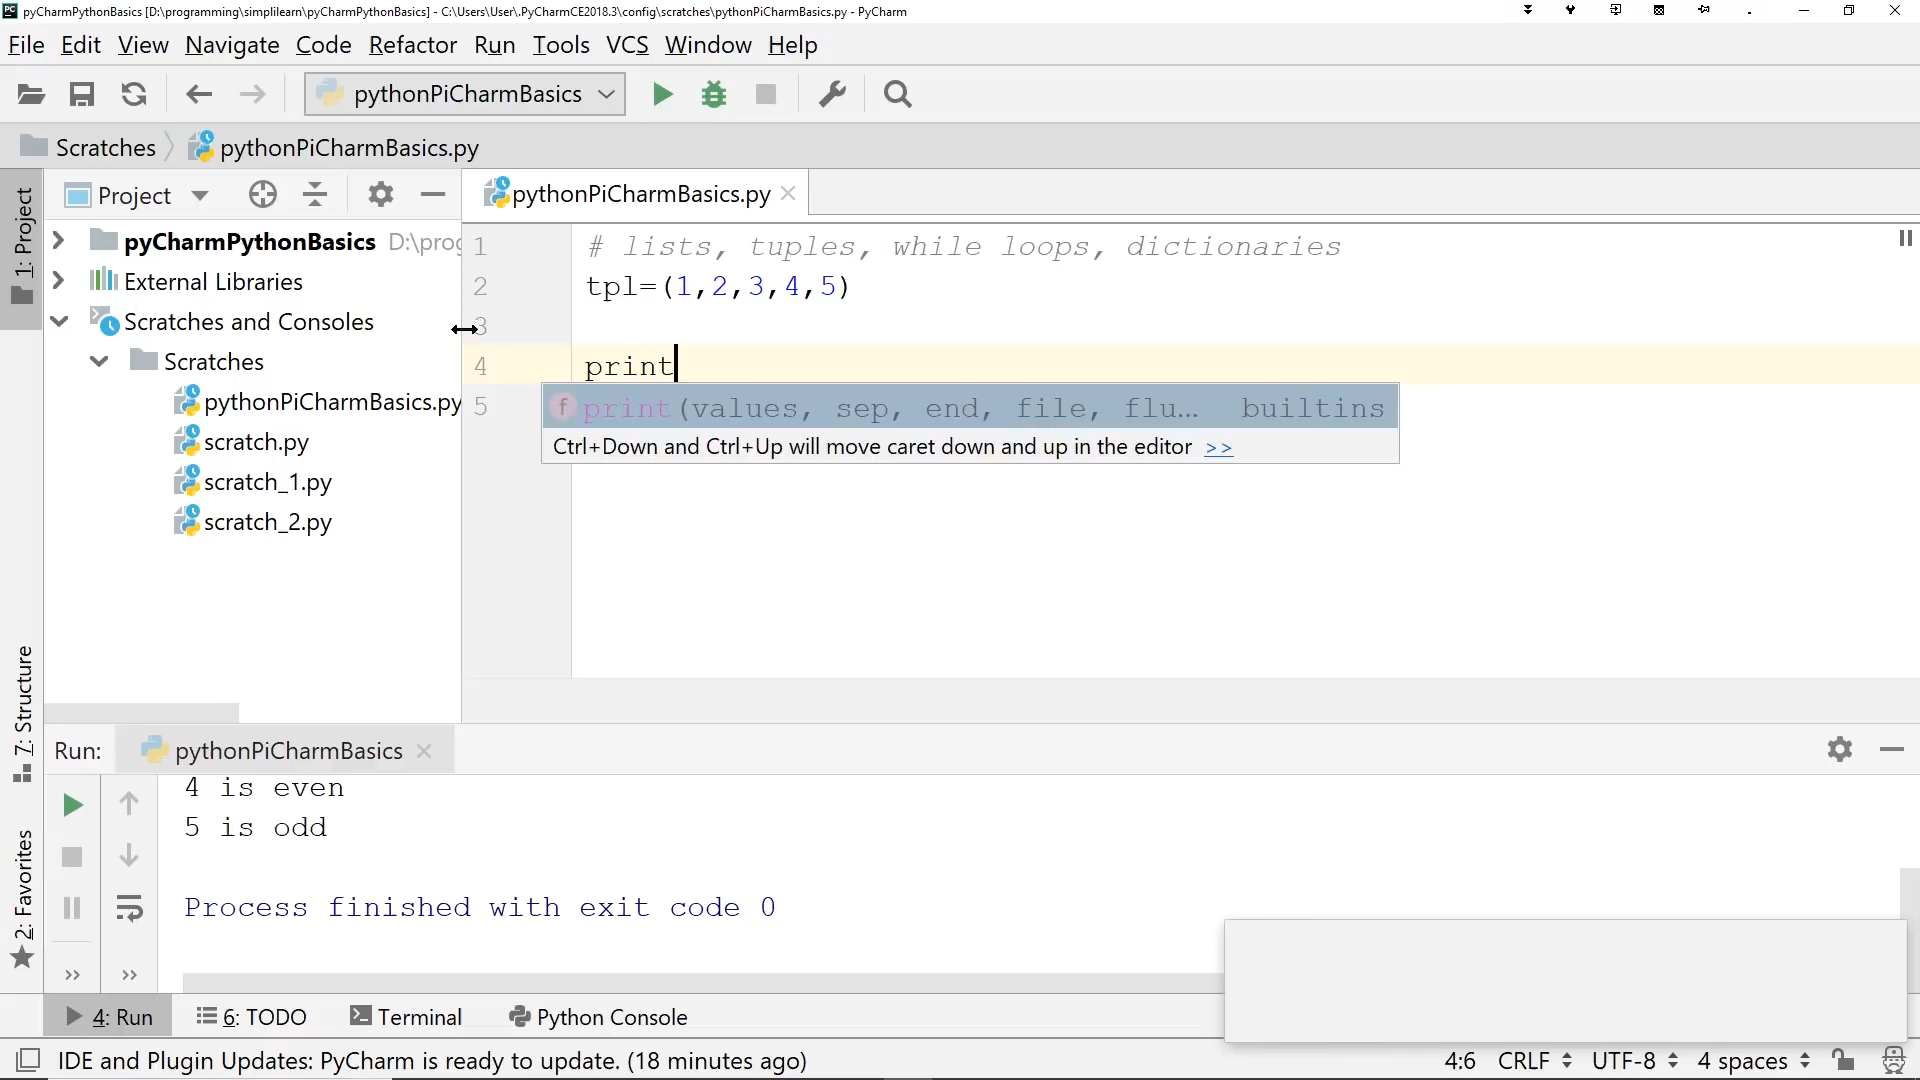 pyCharmPythonBasics [D:\programming\simplilearn\pyCharmPythonBasics] - C:\Users\User\.PyCharmCE2018.3\config\scratches\pythonPiCharmBasics.py - PyCharm
File Edit View Navigate Code Refactor Run Tools VCS Window Help
pythonPiCharmBasics
Scratches pythonPiCharmBasics.py
1: Project
Project
pyCharmPythonBasics D:\prog
External Libraries
Scratches and Consoles
Scratches
pythonPiCharmBasics.py
scratch.py
scratch_1.py
scratch_2.py
pythonPiCharmBasics.py
1 # lists, tuples, while loops, dictionaries
2 tpl=(1,2,3,4,5)
3
4 print
5
f print(values, sep, end, file, flu... builtins
Ctrl+Down and Ctrl+Up will move caret down and up in the editor >>
7: Structure
2: Favorites
Run: pythonPiCharmBasics
4 is even
5 is odd
Process finished with exit code 0
>> >>
4: Run 6: TODO Terminal Python Console
IDE and Plugin Updates: PyCharm is ready to update. (18 minutes ago) 4:6 CRLF UTF-8 4 spaces